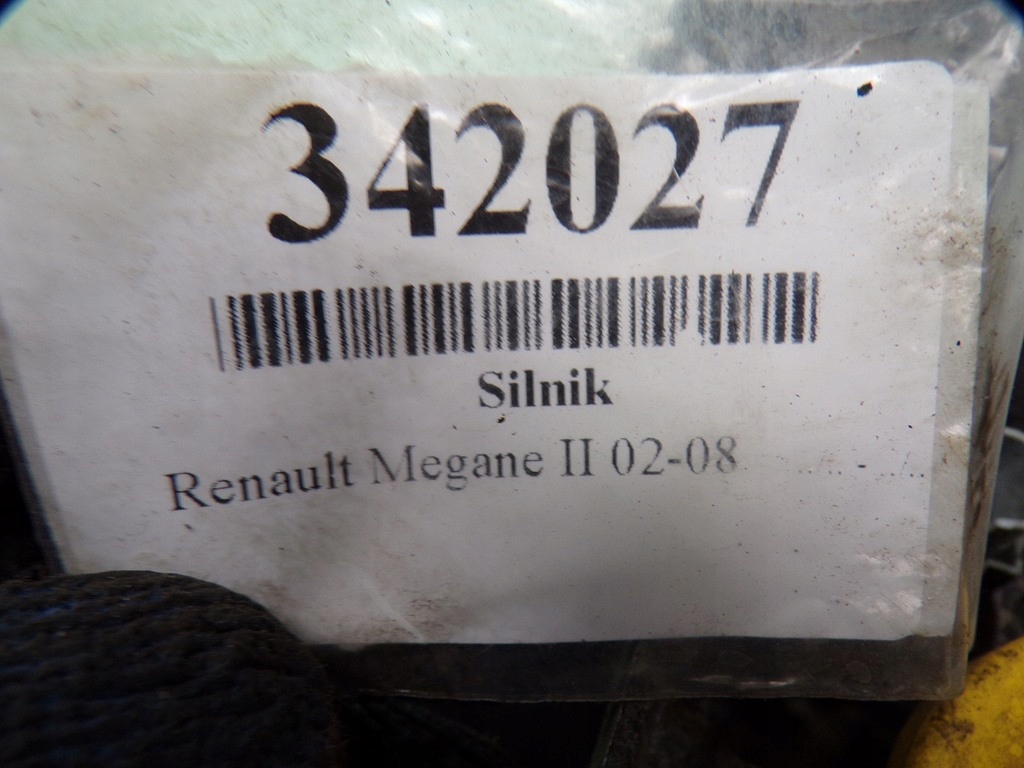 342027
Silnik
Renault Megane II 02-08 ../.. - ../..